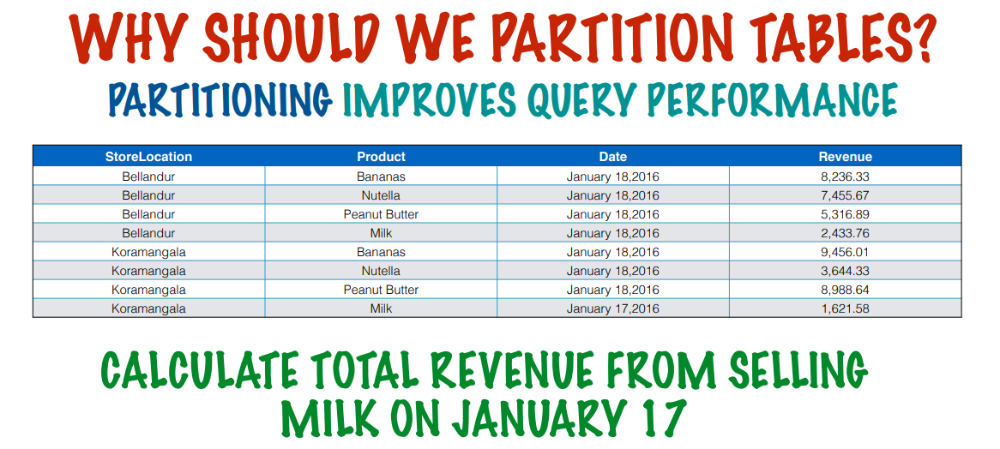 WHY SHOULD WE PARTITION TABLES?
PARTITIONING IMPROVES QUERY PERFORMANCE
StoreLocation Product Date Revenue
Bellandur Bananas January 18,2016 8,236.33
Bellandur Nutella January 18,2016 7,455.67
Bellandur Peanut Butter January 18,2016 5,316.89
Bellandur Milk January 18,2016 2,433.76
Koramangala Bananas January 18,2016 9,456.01
Koramangala Nutella January 18,2016 3,644.33
Koramangala Peanut Butter January 18,2016 8,988.64
Koramangala Milk January 17,2016 1,621.58
CALCULATE TOTAL REVENUE FROM SELLING
MILK ON JANUARY 17